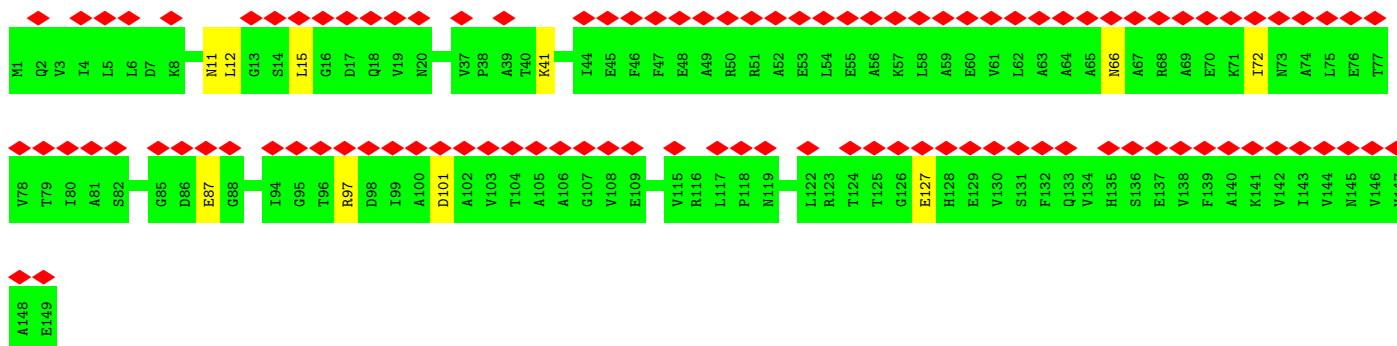 M1 Q2 V3 I4 L5 L6 D7 K8 N11 L12 G13 S14 L15 G16 D17 Q18 V19 N20 V37 P38 A39 T40 K41 I44 E45 F46 F47 E48 A49 R50 R51 A52 E53 L54 E55 A56 K57 L58 A59 E60 V61 L62 A63 A64 A65 N66 A67 R68 A69 E70 K71 I72 N73 A74 L75 E76 T77
V78 T79 I80 A81 S82 G85 D86 E87 G88 I94 G95 T96 R97 D98 I99 A100 D101 A102 V103 T104 A105 A106 G107 V108 E109 V115 R116 L117 P118 N119 L122 R123 T124 T125 G126 E127 H128 E129 V130 S131 F132 Q133 V134 H135 S136 E137 V138 F139 A140 K141 V142 I143 V144 N145 V146
A148 E149